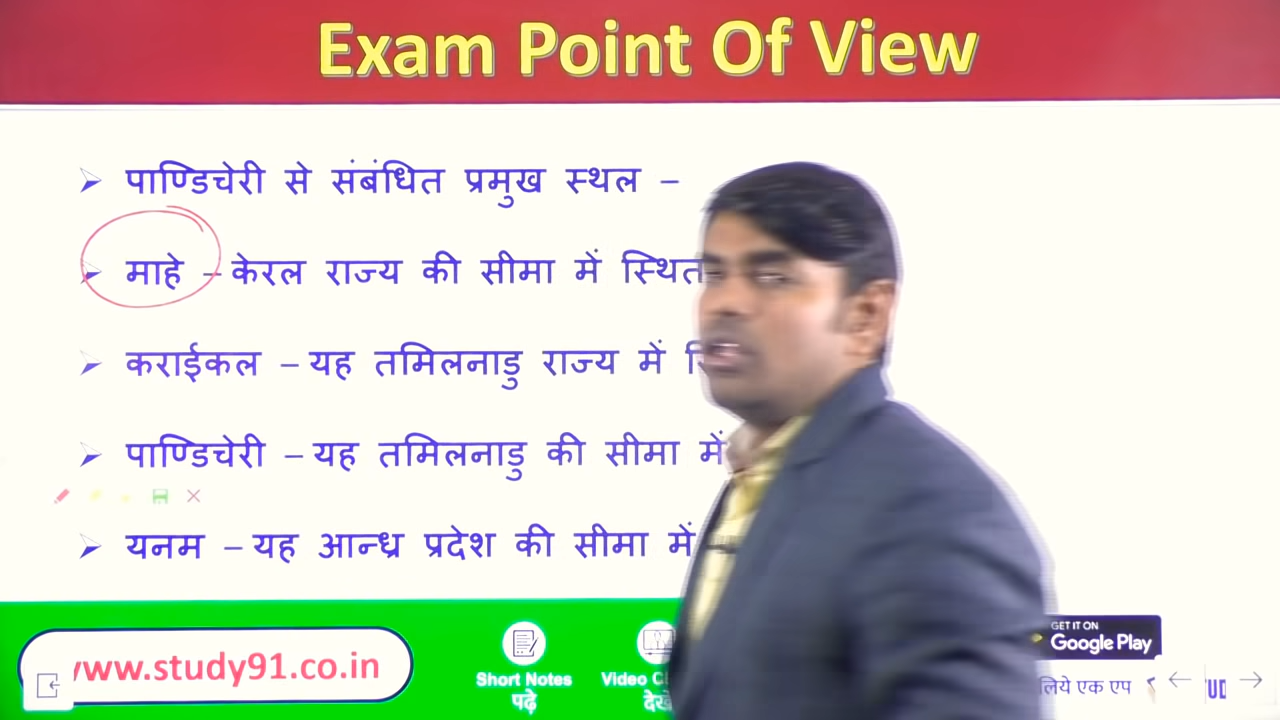 Exam Point Of View
पाण्डिचेरी से संबंधित प्रमुख स्थल –
माहे – केरल राज्य की सीमा में स्थित
कराईकल – यह तमिलनाडु राज्य में
पाण्डिचेरी – यह तमिलनाडु की सीमा में
यनम – यह आन्ध्र प्रदेश की सीमा में
www.study91.co.in
Short Notes
पढ़े
Video
GET IT ON
Google Play
लिये एक एप